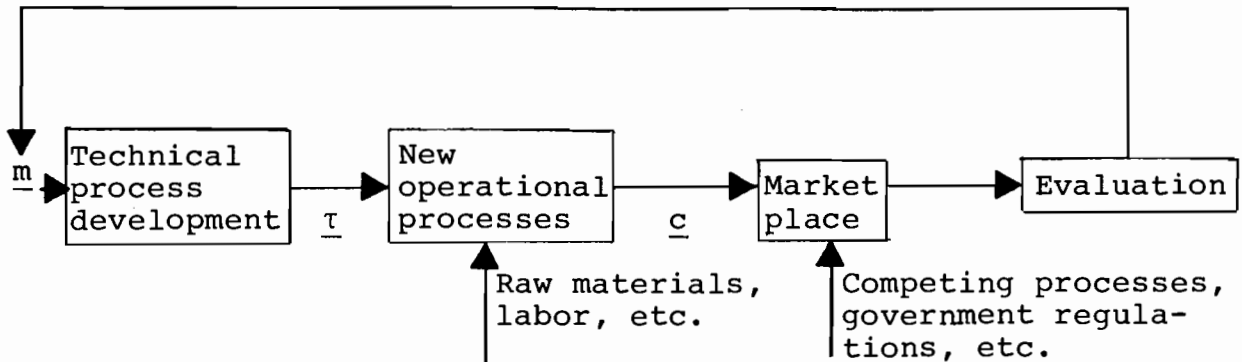 m
Technical
process
development
τ
New
operational
processes
c
Market
place
Evaluation
Raw materials,
labor, etc.
Competing processes,
government regula-
tions, etc.